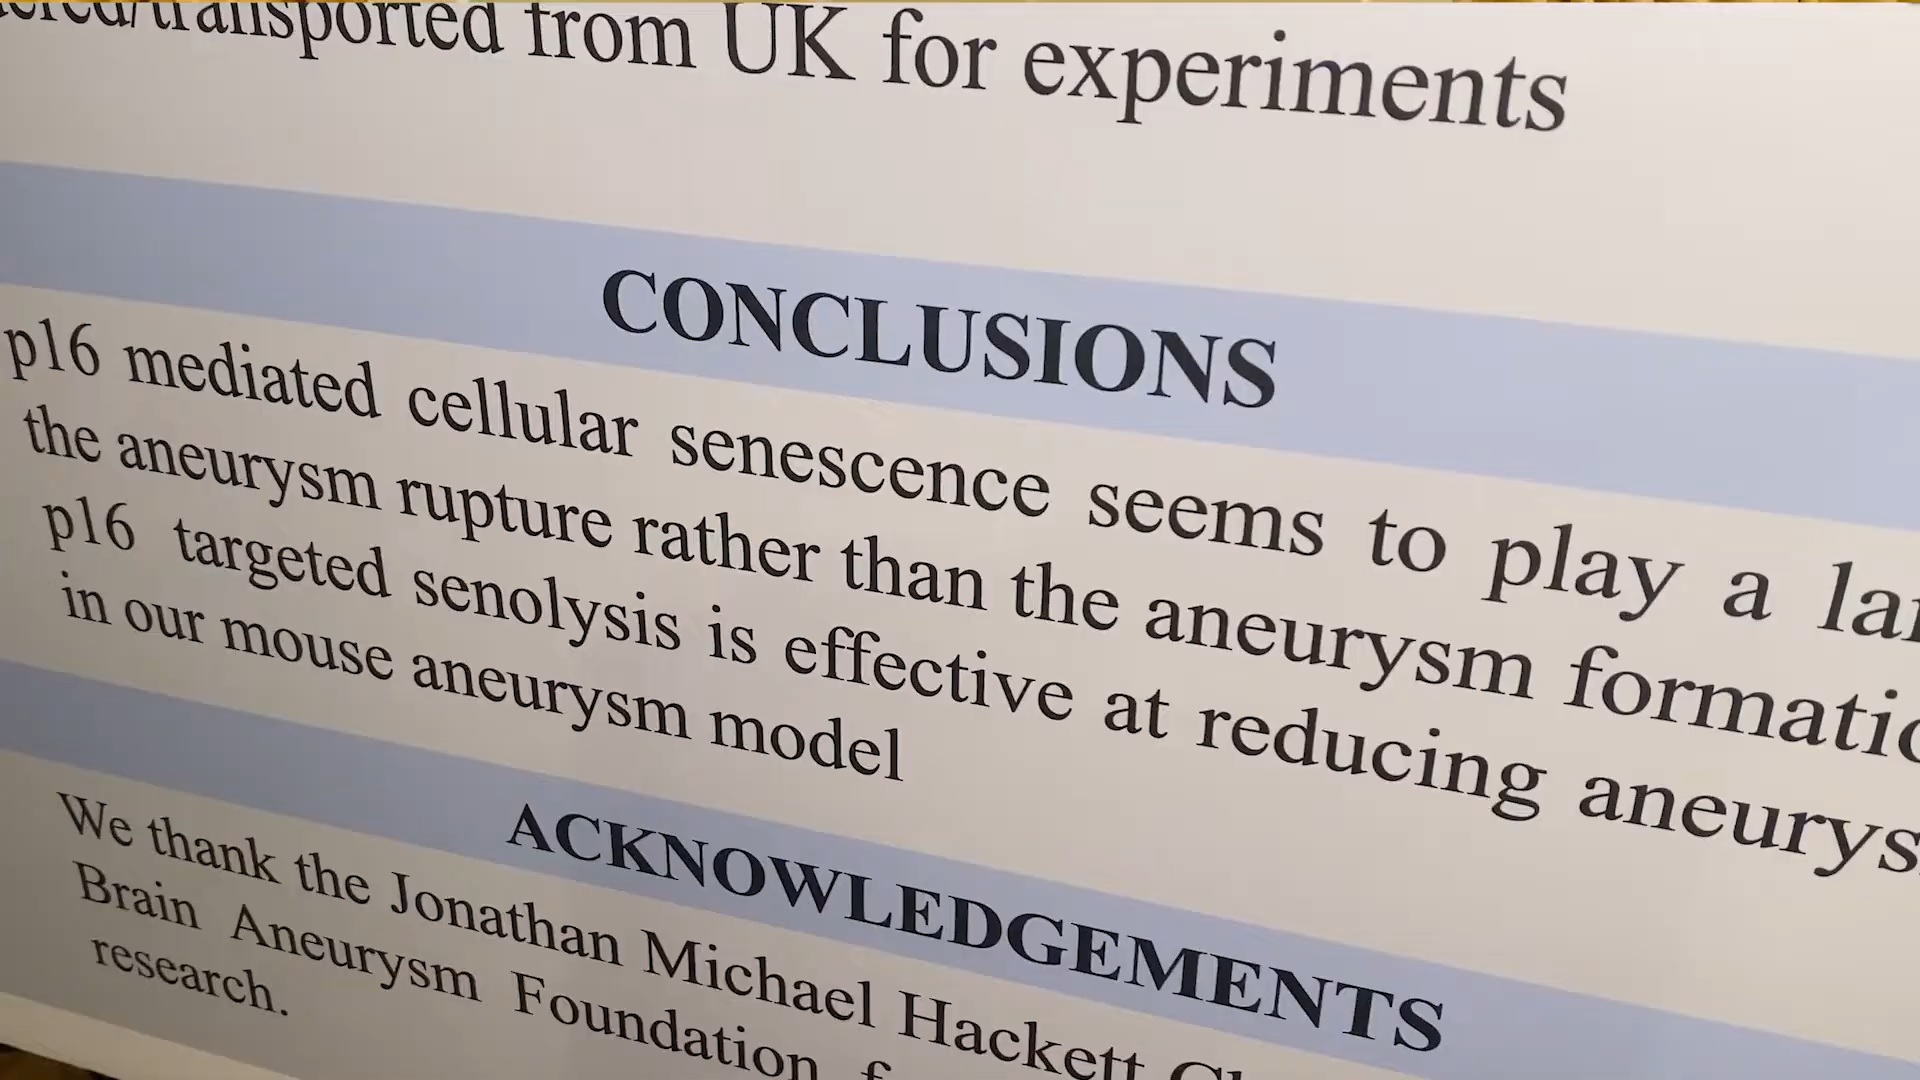 transported from UK for experiments
CONCLUSIONS
p16 mediated cellular senescence seems to play a
the aneurysm rupture rather than the aneurysm
p16 targeted senolysis is effective at reducing
in our mouse aneurysm model
ACKNOWLEDGEMENTS
We thank the Jonathan Michael Hackett
Brain Aneurysm Foundation
research.